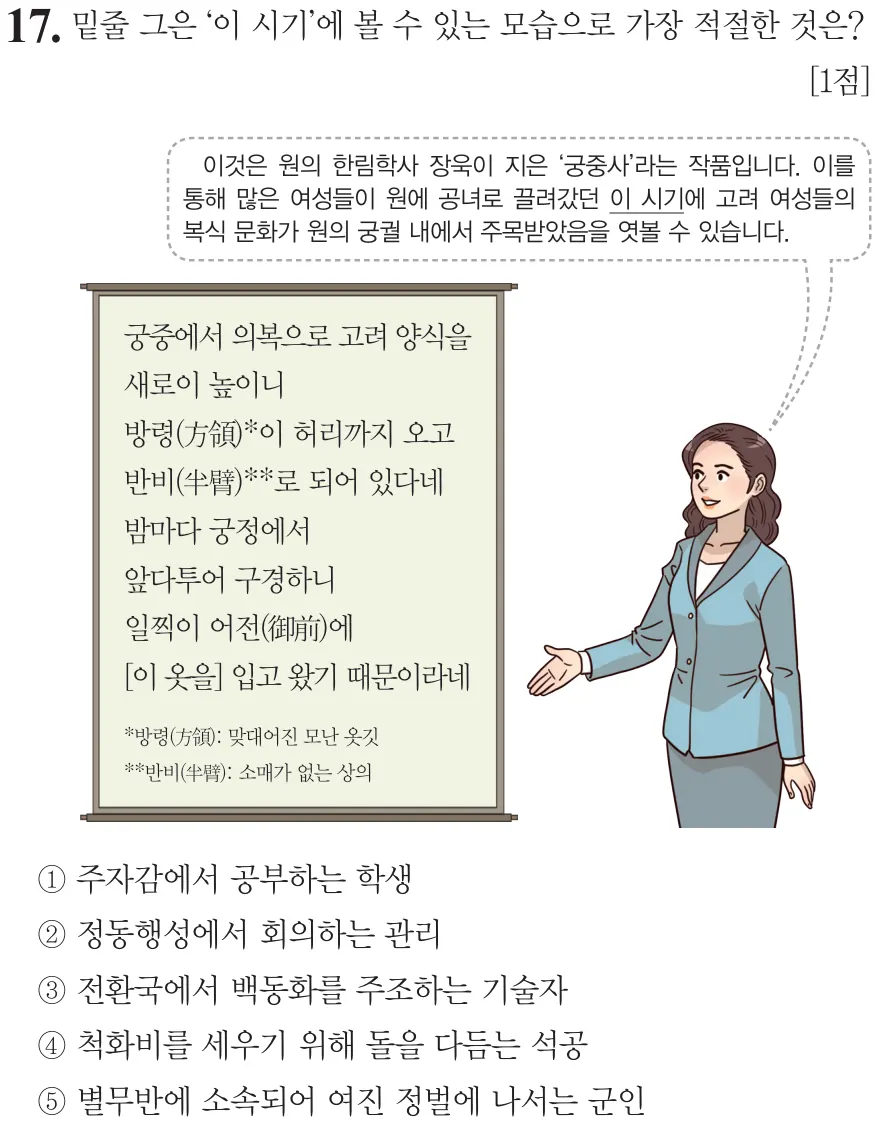 17. 밑줄 그은 ‘이 시기’에 볼 수 있는 모습으로 가장 적절한 것은?
[1점]
이것은 원의 한림학사 장욱이 지은 ‘궁중사’라는 작품입니다. 이를
통해 많은 여성들이 원에 공녀로 끌려갔던 이 시기에 고려 여성들의
복식 문화가 원의 궁궐 내에서 주목받았음을 엿볼 수 있습니다.
궁중에서 의복으로 고려 양식을
새로이 높이니
방령(方領)*이 허리까지 오고
반비(半臂)**로 되어 있다네
밤마다 궁정에서
앞다투어 구경하니
일찍이 어전(御前)에
[이 옷을] 입고 왔기 때문이라네
*방령(方領): 맞대어진 모난 옷깃
**반비(半臂): 소매가 없는 상의
① 주자감에서 공부하는 학생
② 정동행성에서 회의하는 관리
③ 전환국에서 백동화를 주조하는 기술자
④ 척화비를 세우기 위해 돌을 다듬는 석공
⑤ 별무반에 소속되어 여진 정벌에 나서는 군인